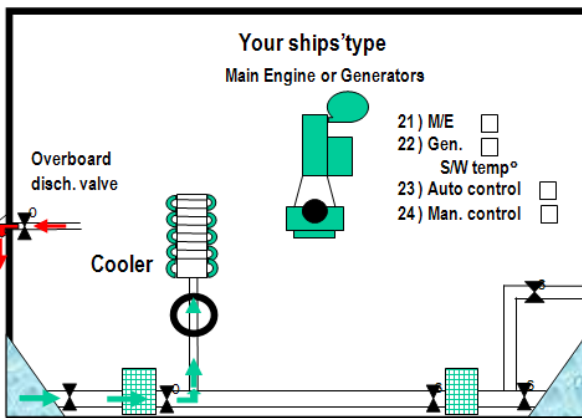 Your ships'type
Main Engine or Generators
21) M/E
22) Gen.
S/W tempº
23) Auto control
24) Man. control
Overboard
disch. valve
O
Cooler
S
O
S
S